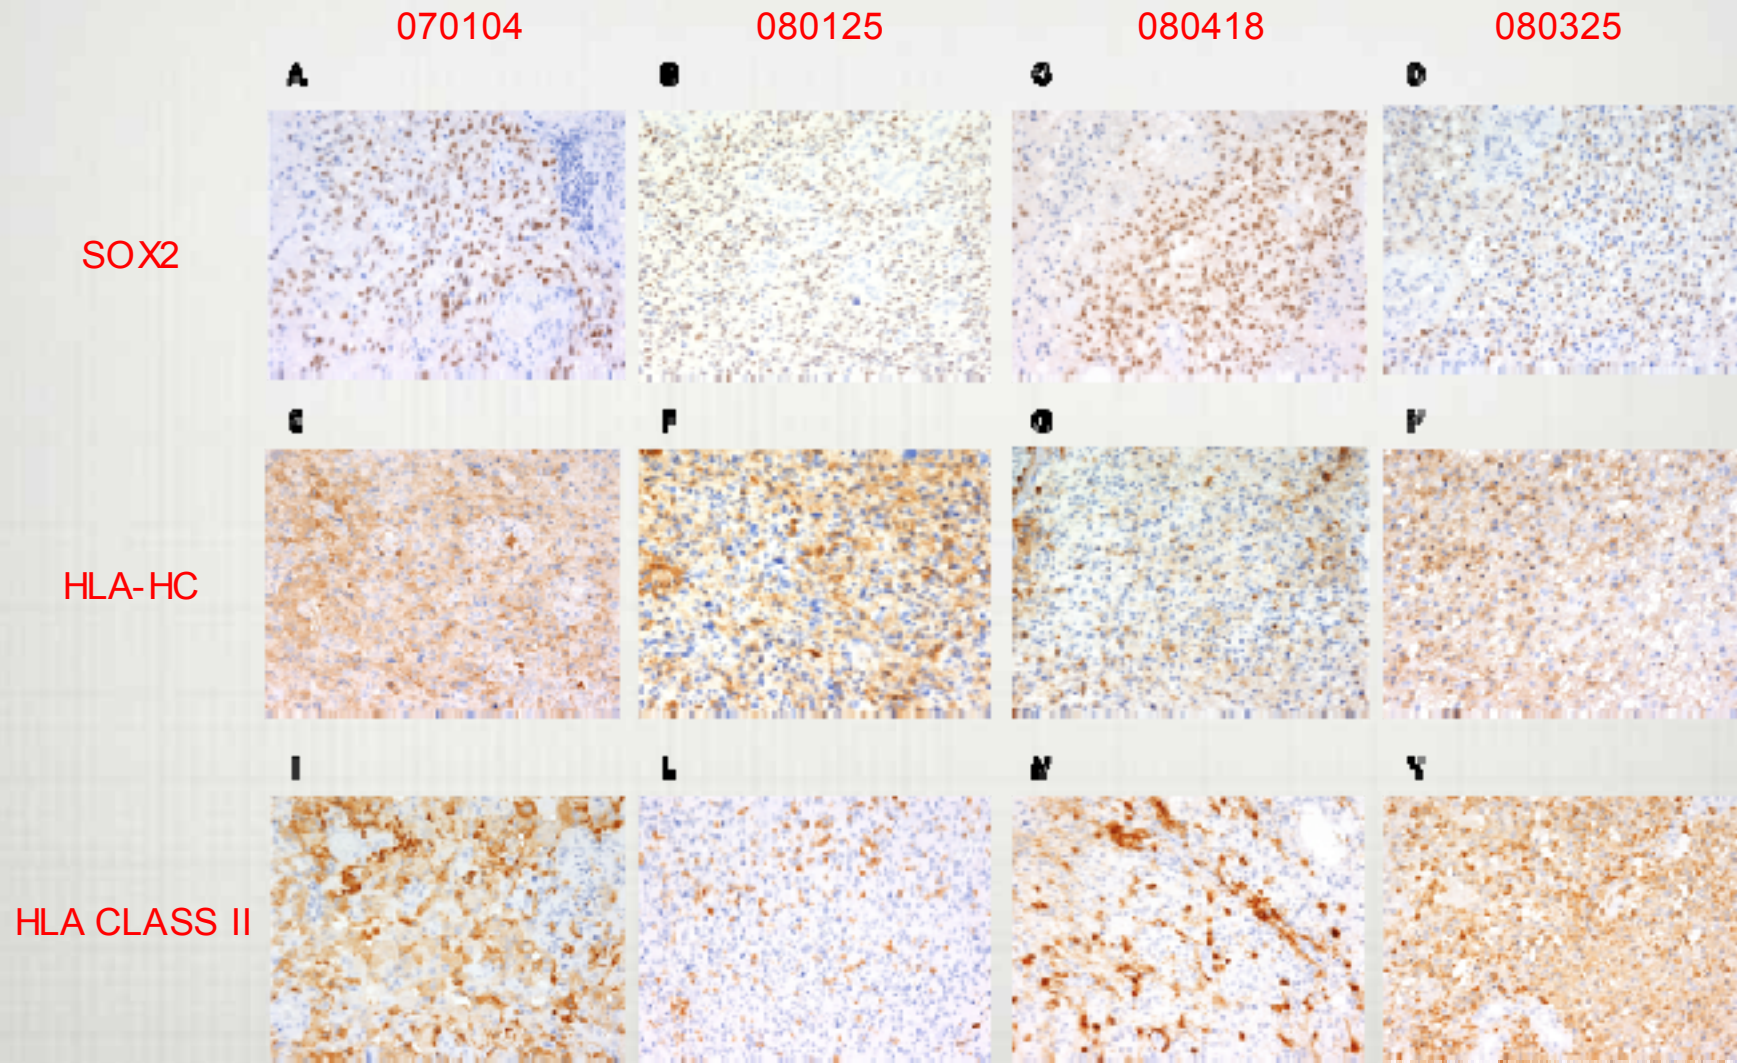 070104 080125 080418 080325
A D
SOX2
F
HLA-HC
I L
HLA CLASS II